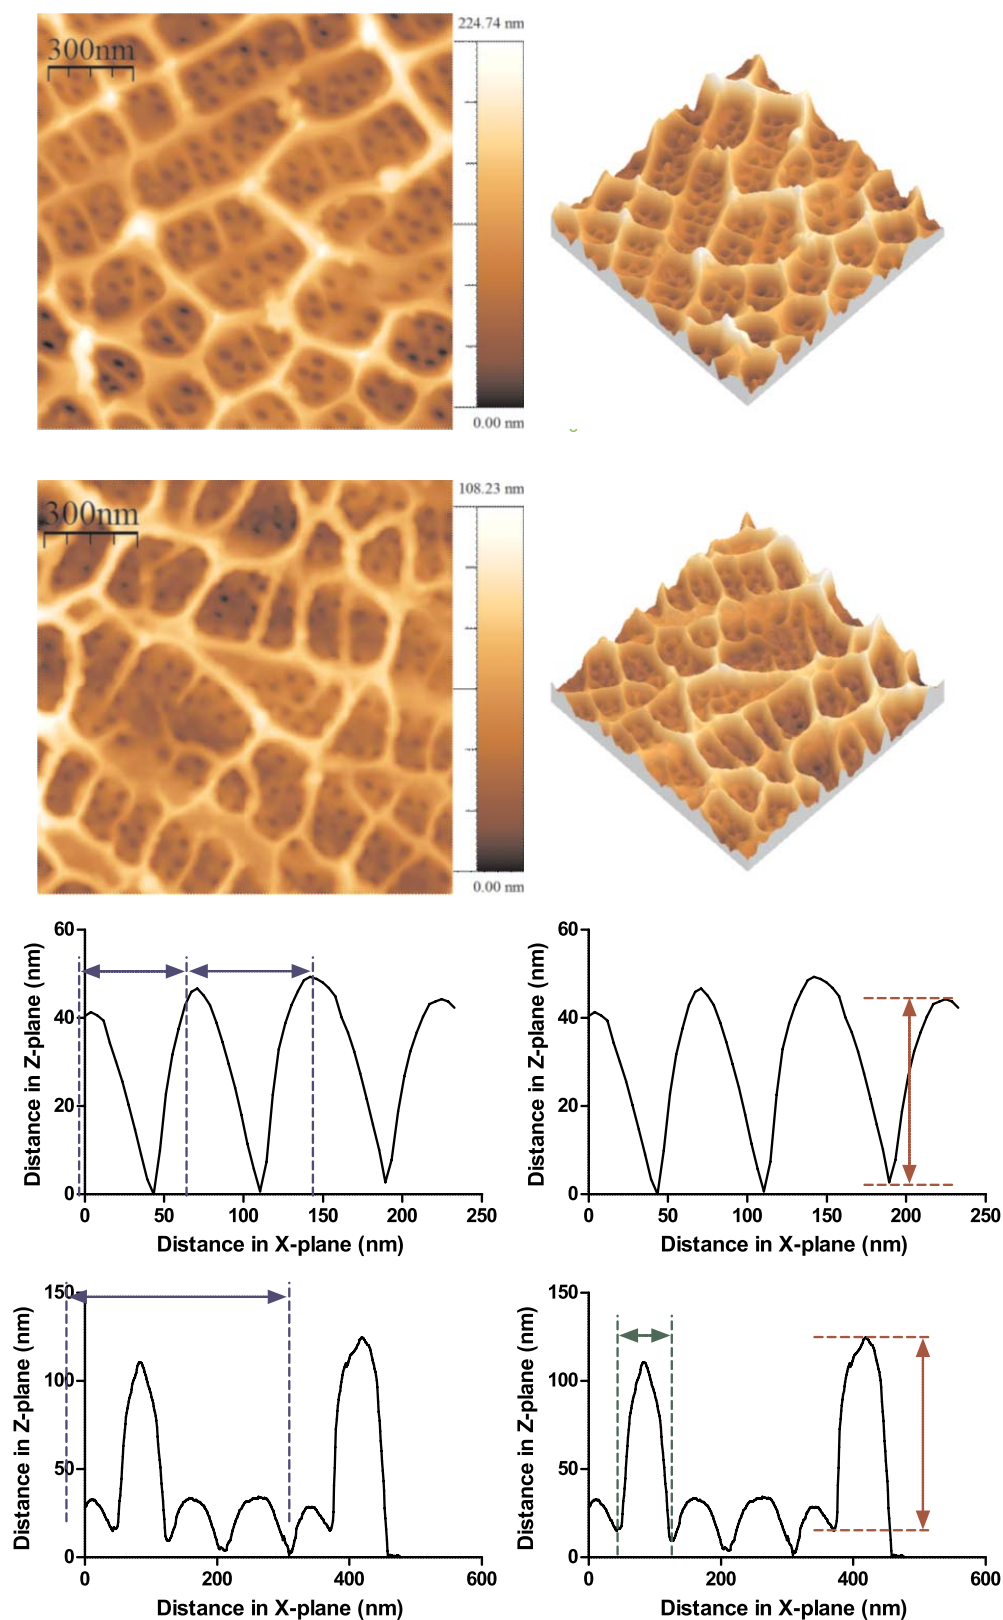 224.74 nm
300nm
0.00 nm
108.23 nm
300nm
0.00 nm
60
40
20
0
Distance in Z-plane (nm)
0 50 100 150 200 250
Distance in X-plane (nm)
60
40
20
0
Distance in Z-plane (nm)
0 50 100 150 200 250
Distance in X-plane (nm)
150
100
50
0
Distance in Z-plane (nm)
0 200 400 600
Distance in X-plane (nm)
150
100
50
0
Distance in Z-plane (nm)
0 200 400 600
Distance in X-plane (nm)